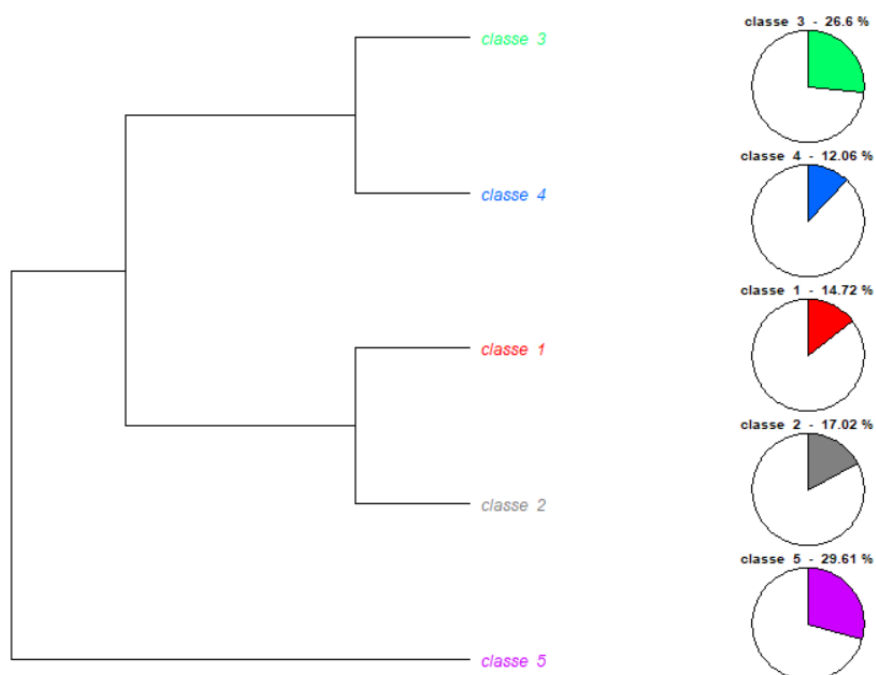 classe 3 - 26.6 %
classe 3
classe 4 - 12.06 %
classe 4
classe 1 - 14.72 %
classe 1
classe 2 - 17.02 %
classe 2
classe 5 - 29.61 %
classe 5